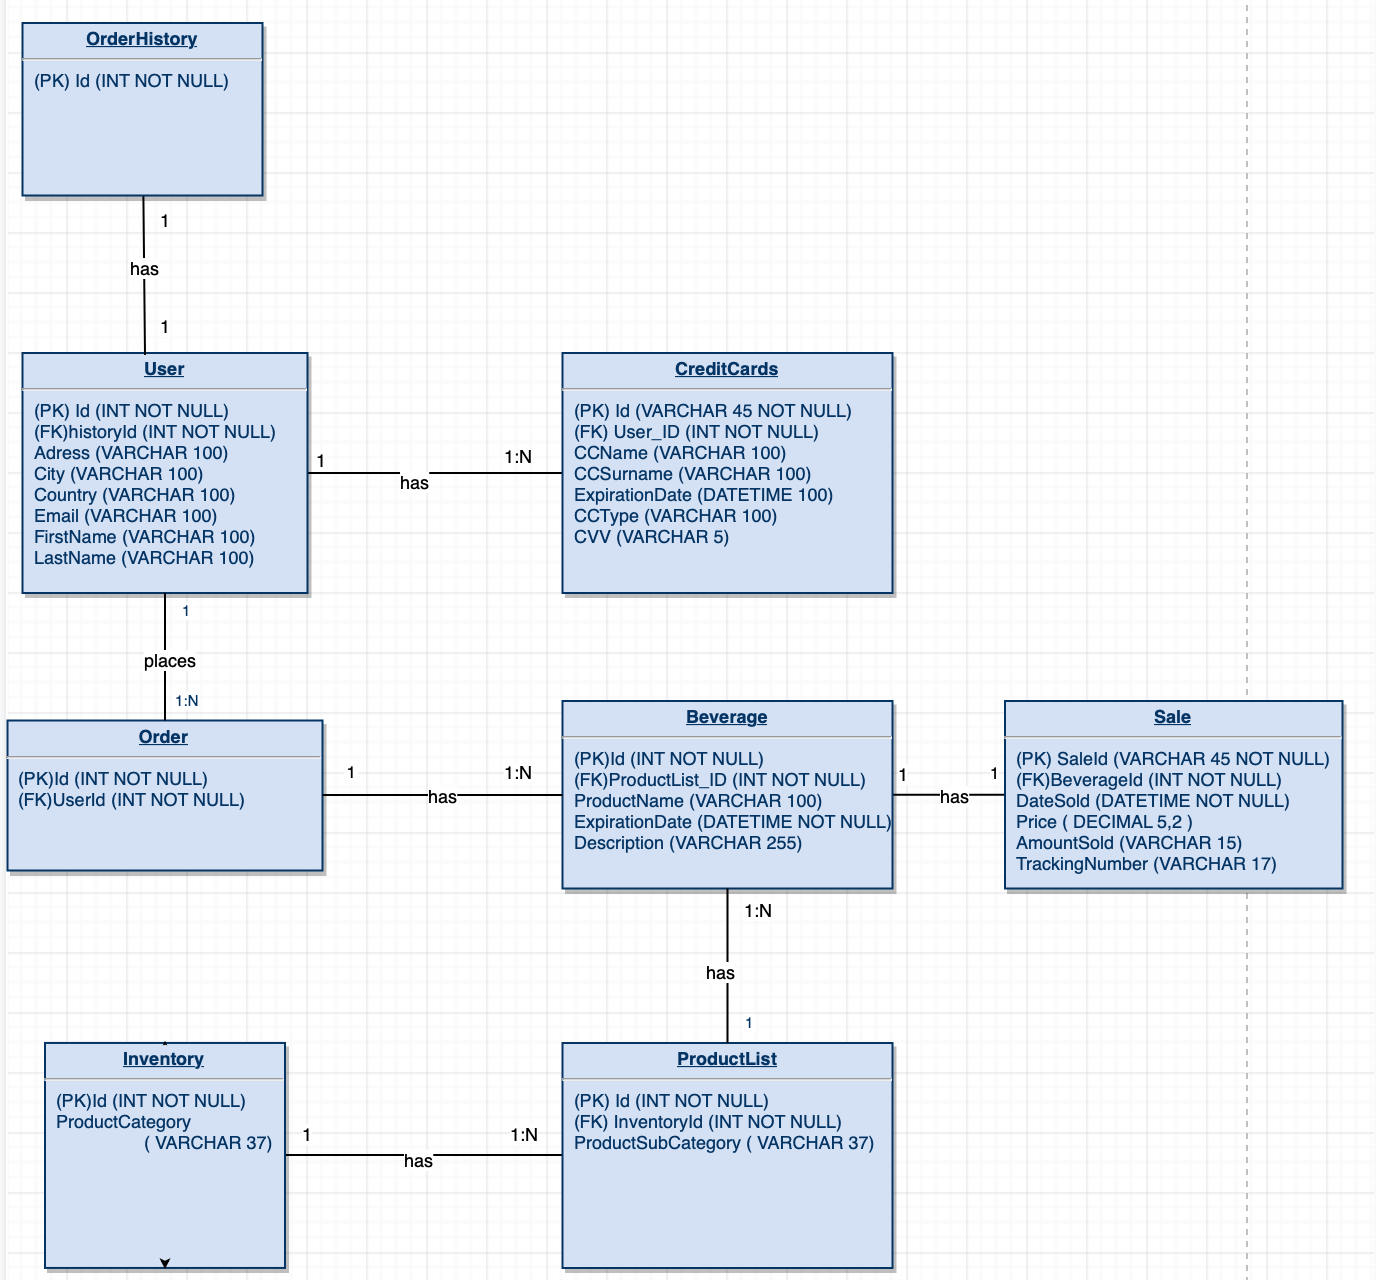 OrderHistory
(PK) Id (INT NOT NULL)
1
has
1
User
(PK) Id (INT NOT NULL)
(FK)historyId (INT NOT NULL)
Adress (VARCHAR 100)
City (VARCHAR 100)
Country (VARCHAR 100)
Email (VARCHAR 100)
FirstName (VARCHAR 100)
LastName (VARCHAR 100)
1
has
1:N
CreditCards
(PK) Id (VARCHAR 45 NOT NULL)
(FK) User_ID (INT NOT NULL)
CCName (VARCHAR 100)
CCSurname (VARCHAR 100)
ExpirationDate (DATETIME 100)
CCType (VARCHAR 100)
CVV (VARCHAR 5)
1
places
1:N
Order
(PK)Id (INT NOT NULL)
(FK)UserId (INT NOT NULL)
1
has
1:N
Beverage
(PK)Id (INT NOT NULL)
(FK)ProductList_ID (INT NOT NULL)
ProductName (VARCHAR 100)
ExpirationDate (DATETIME NOT NULL)
Description (VARCHAR 255)
1
has
1
Sale
(PK) SaleId (VARCHAR 45 NOT NULL)
(FK)BeverageId (INT NOT NULL)
DateSold (DATETIME NOT NULL)
Price ( DECIMAL 5,2 )
AmountSold (VARCHAR 15)
TrackingNumber (VARCHAR 17)
1:N
has
1
Inventory
(PK)Id (INT NOT NULL)
ProductCategory
( VARCHAR 37)
1
has
1:N
ProductList
(PK) Id (INT NOT NULL)
(FK) InventoryId (INT NOT NULL)
ProductSubCategory ( VARCHAR 37)